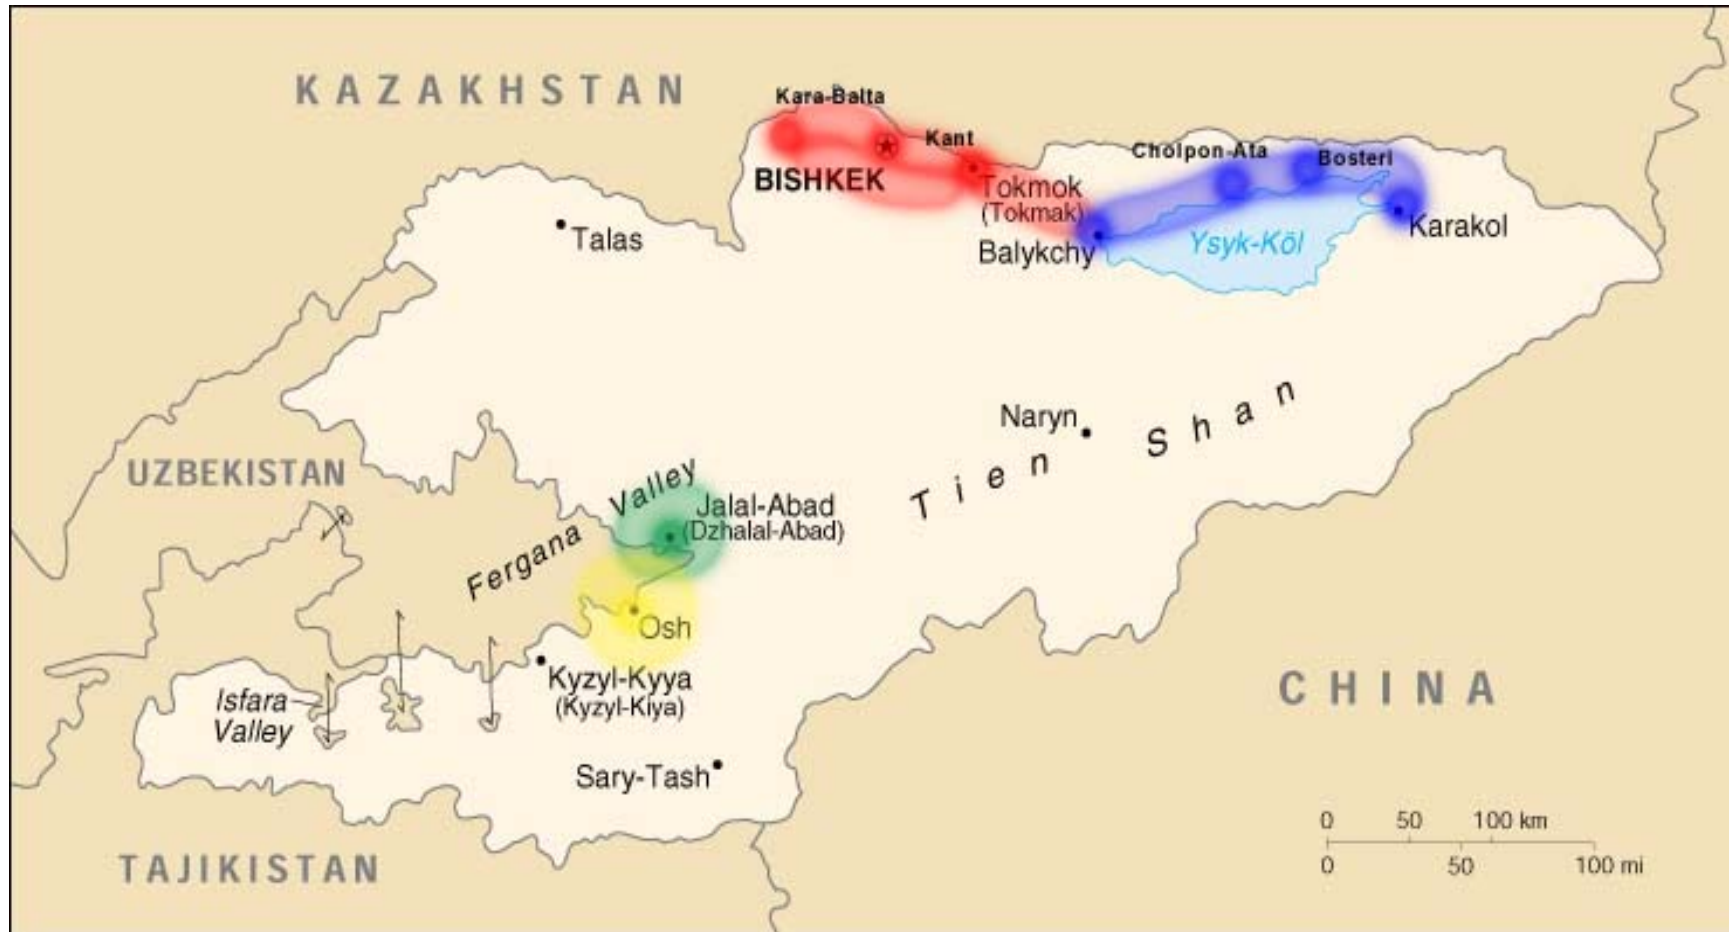 KAZAKHSTAN
Kara-Balta
Kant
BISHKEK
Tokmok
(Tokmak)
Cholpon-Ata
Bosteri
Balykchy
Ysyk-Köl
Karakol
Talas
Naryn
Tien Shan
UZBEKISTAN
Fergana Valley
Jalal-Abad
(Dzhalal-Abad)
Osh
Kyzyl-Kyya
(Kyzyl-Kiya)
Isfara
Valley
Sary-Tash
CHINA
TAJIKISTAN
0 50 100 km
0 50 100 mi